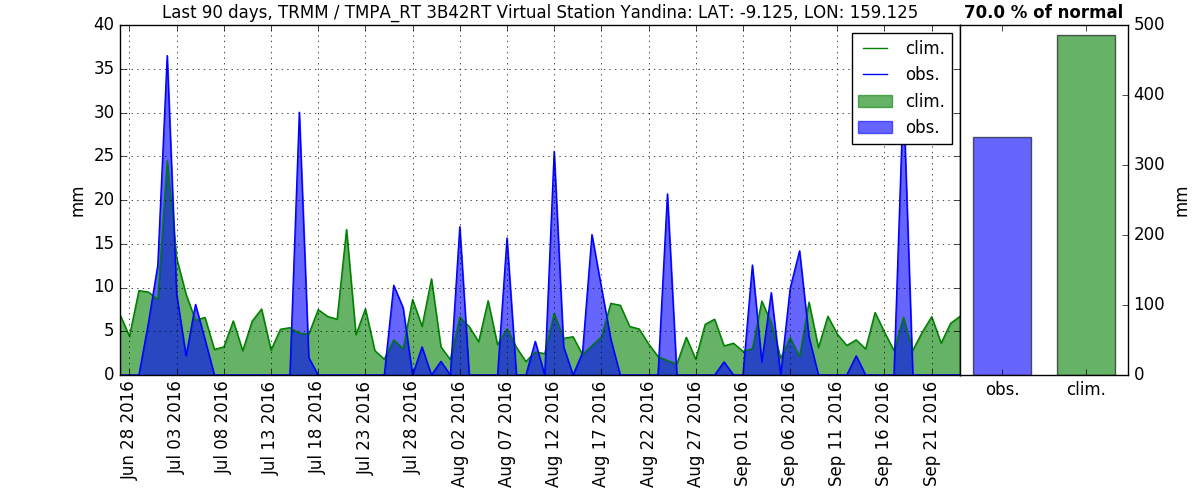 Last 90 days, TRMM / TMPA_RT 3B42RT Virtual Station Yandina: LAT: -9.125, LON: 159.125
70.0 % of normal
40
35
30
25
20
15
10
5
0
mm
clim.
obs.
clim.
obs.
500
400
300
200
100
0
mm
obs.
clim.
Jun 28 2016
Jul 03 2016
Jul 08 2016
Jul 13 2016
Jul 18 2016
Jul 23 2016
Jul 28 2016
Aug 02 2016
Aug 07 2016
Aug 12 2016
Aug 17 2016
Aug 22 2016
Aug 27 2016
Sep 01 2016
Sep 06 2016
Sep 11 2016
Sep 16 2016
Sep 21 2016